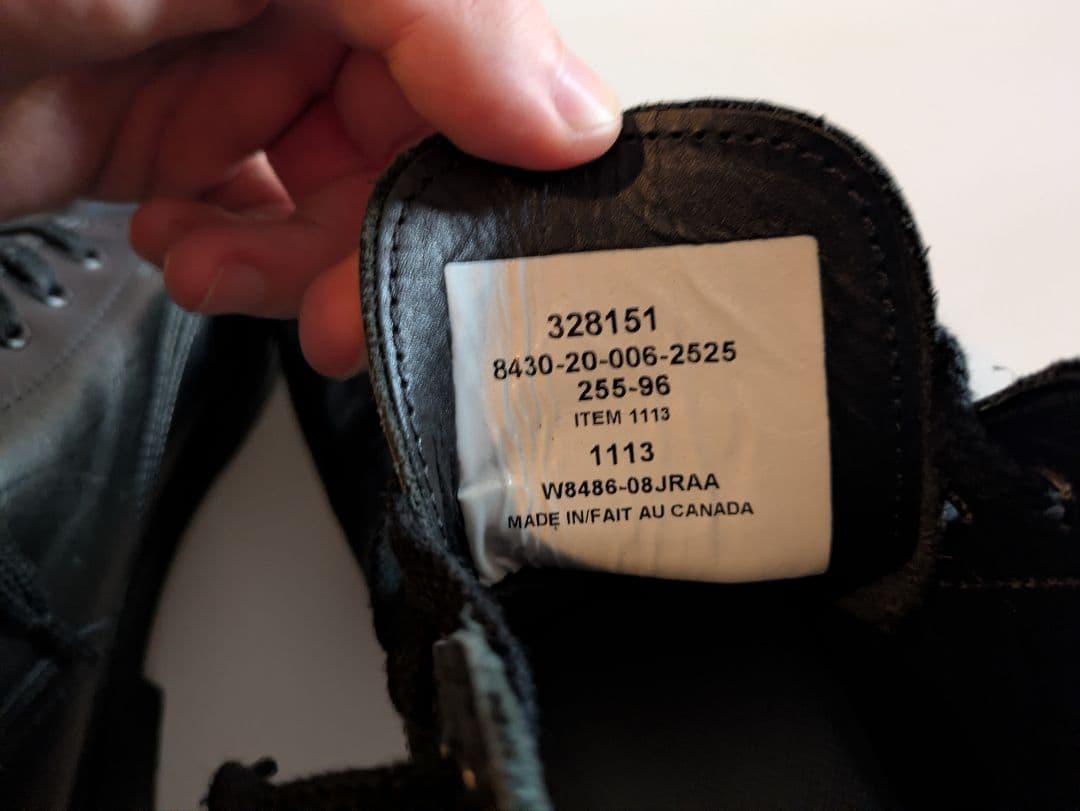 328151
8430-20-006-2525
255-96
ITEM 1113
1113
W8486-08JRAA
MADE IN/FAIT AU CANADA